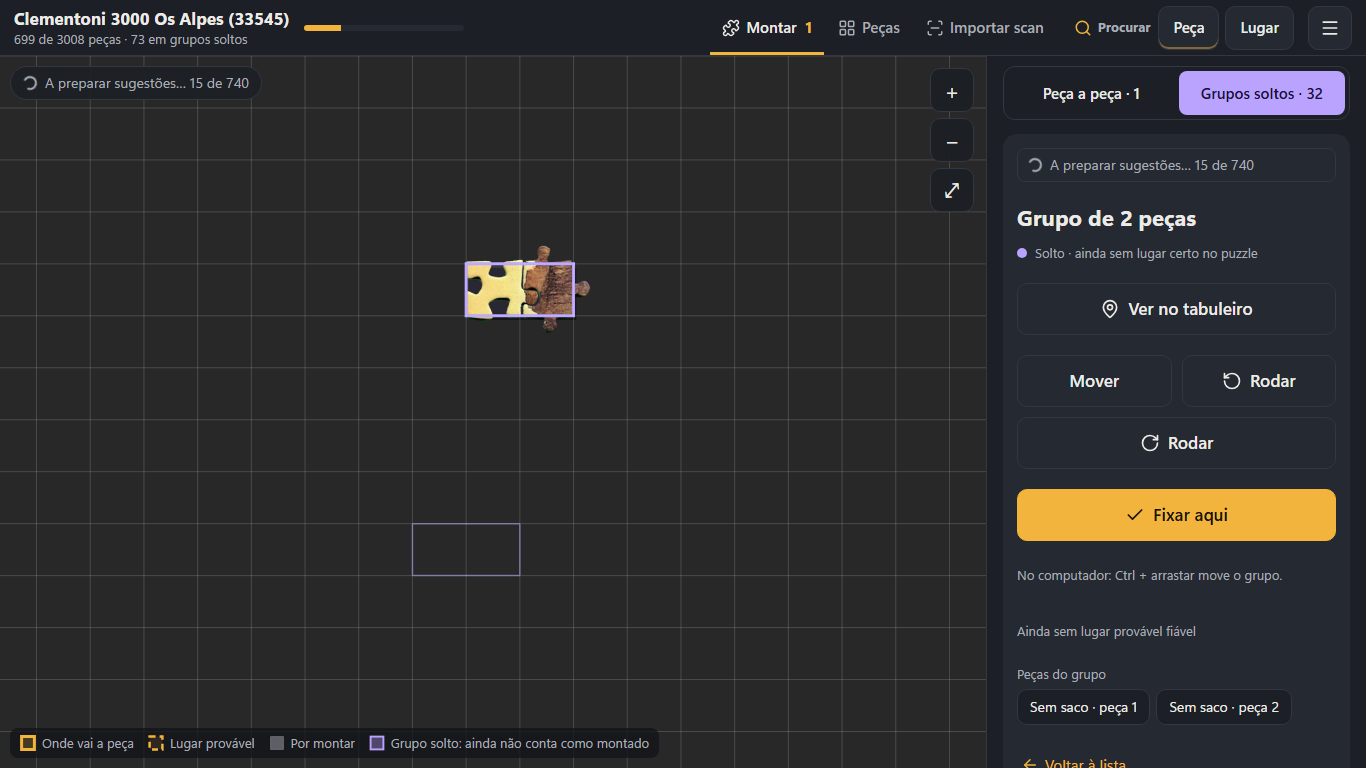 Clementoni 3000 Os Alpes (33545)
699 de 3008 peças · 73 em grupos soltos
Montar 1
Peças
Importar scan
Procurar
Peça
Lugar
A preparar sugestões... 15 de 740
Peça a peça · 1
Grupos soltos · 32
A preparar sugestões... 15 de 740
Grupo de 2 peças
Solto · ainda sem lugar certo no puzzle
Ver no tabuleiro
Mover
Rodar
Rodar
Fixar aqui
No computador: Ctrl + arrastar move o grupo.
Ainda sem lugar provável fiável
Peças do grupo
Sem saco · peça 1
Sem saco · peça 2
Voltar à lista
Onde vai a peça
Lugar provável
Por montar
Grupo solto: ainda não conta como montado